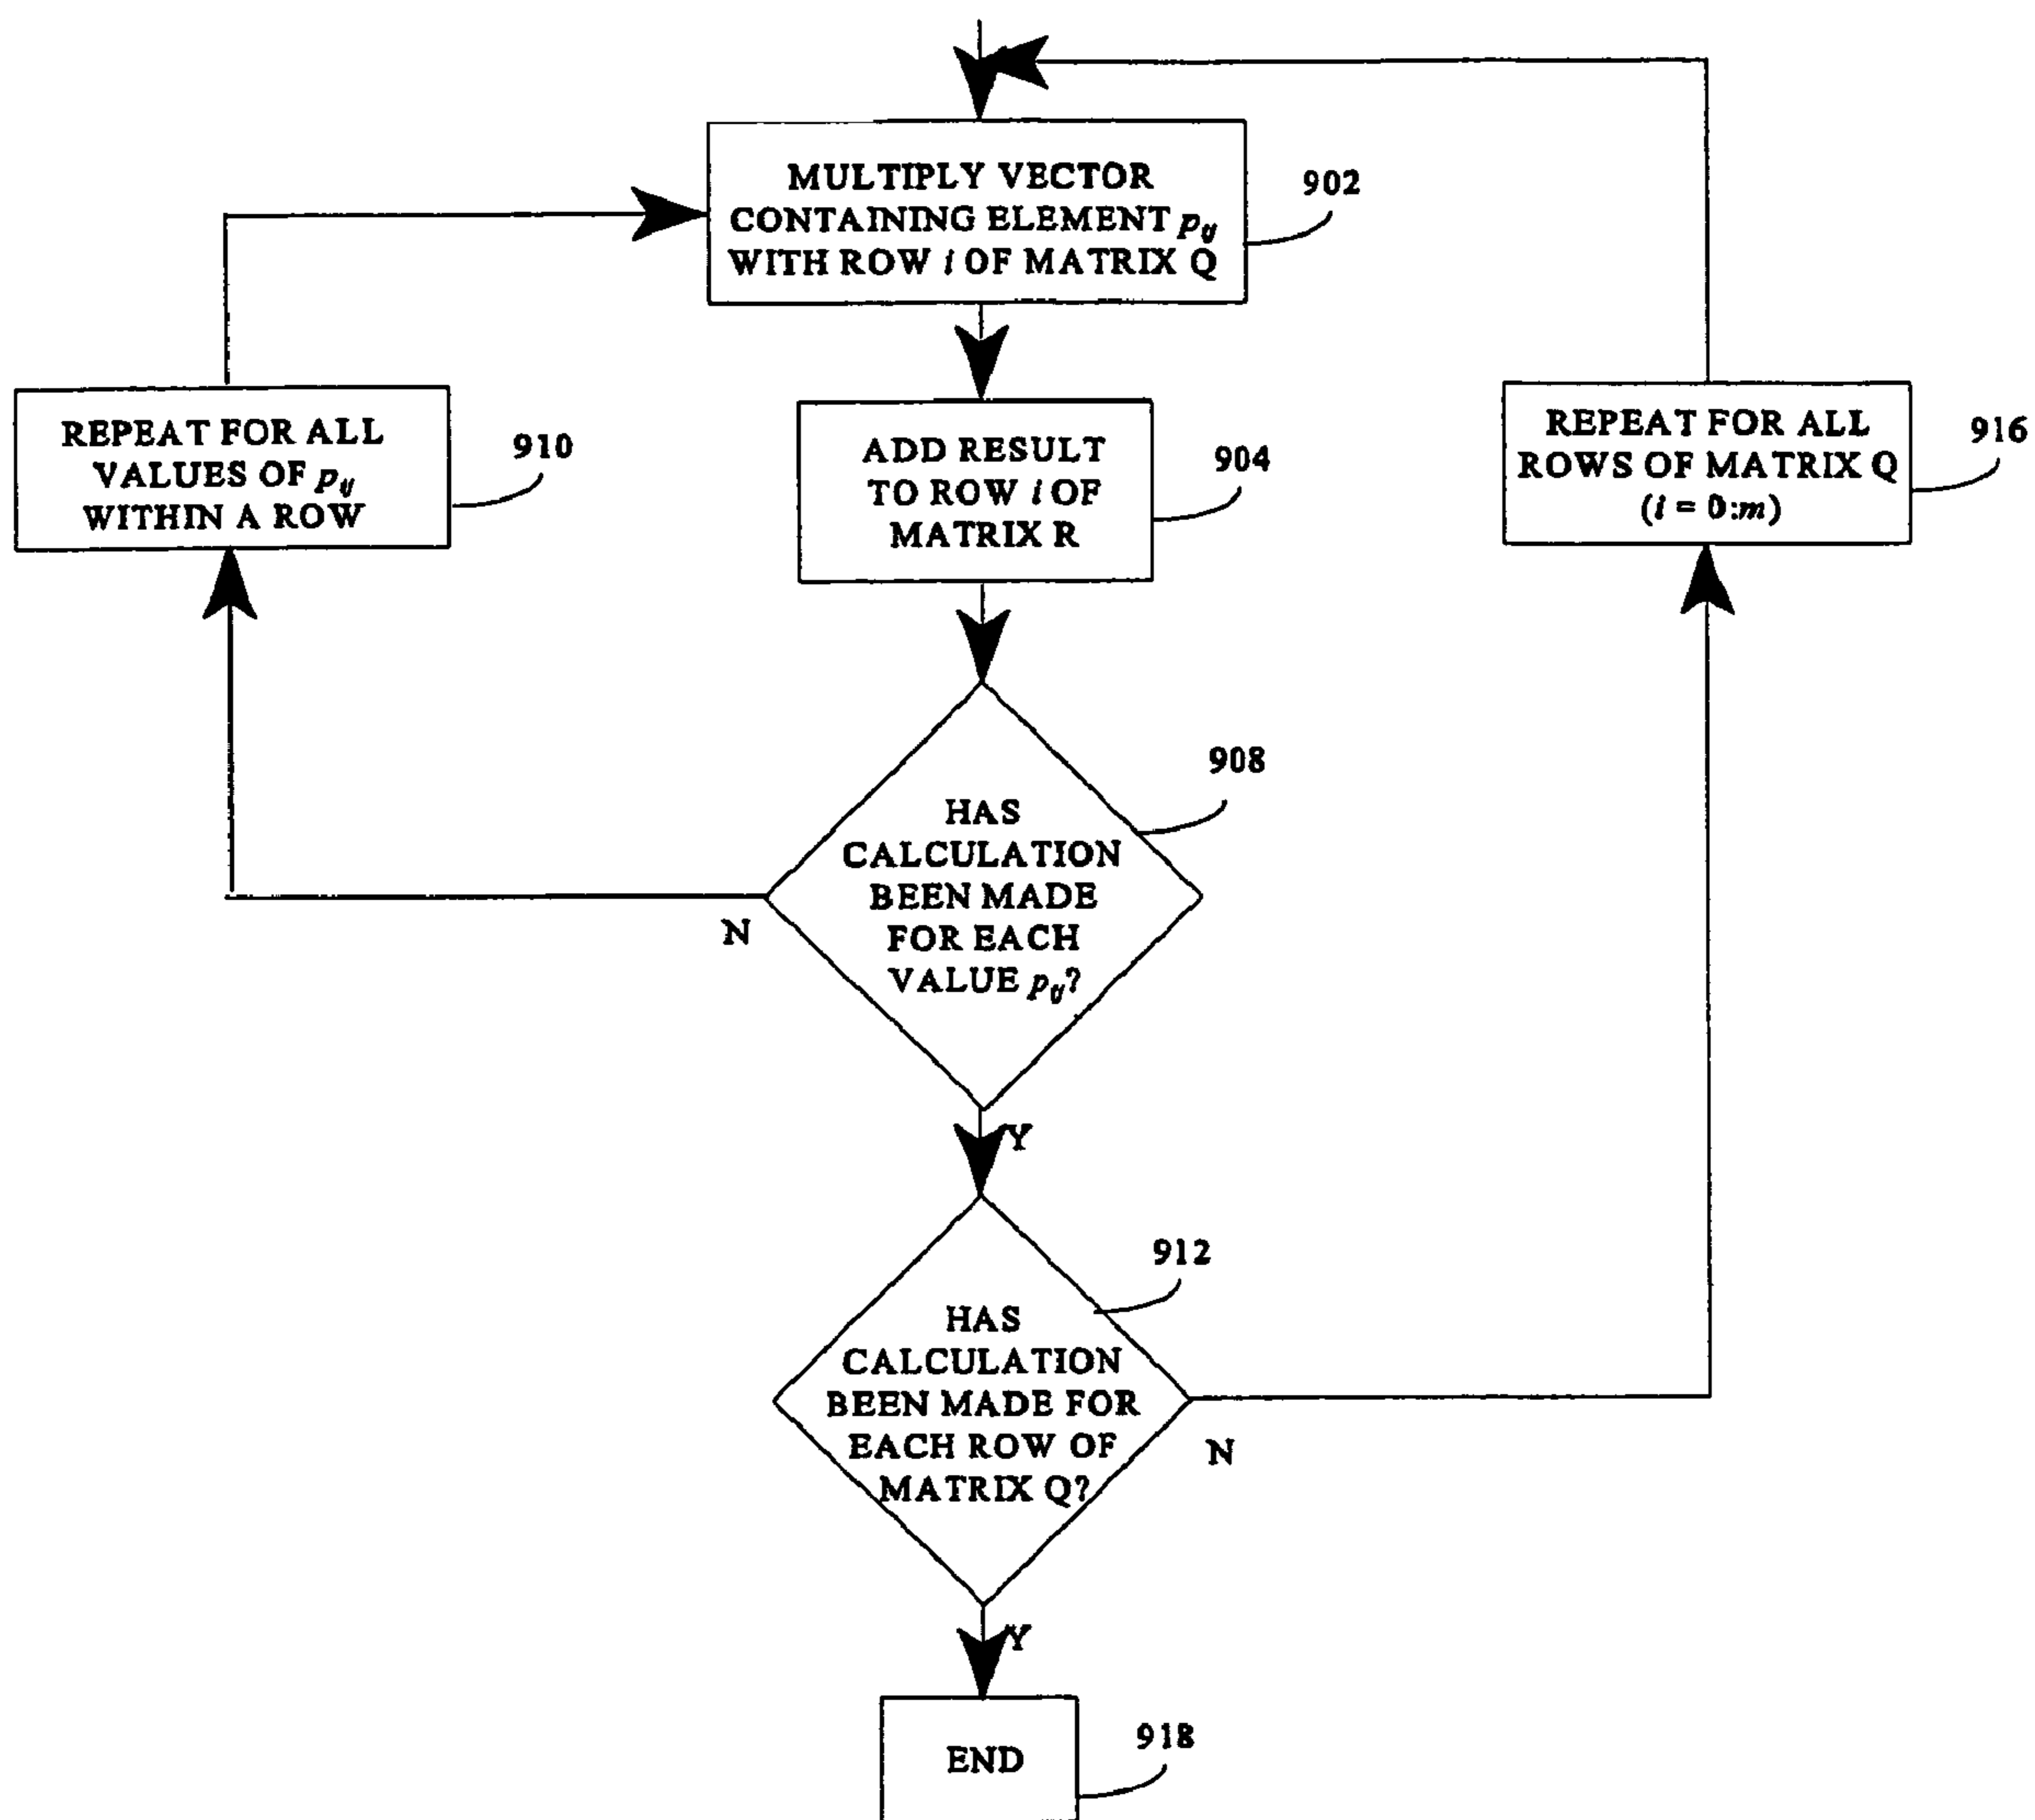 MULTIPLY VECTOR
CONTAINING ELEMENT pij
WITH ROW i OF MATRIX Q
902
REPEAT FOR ALL
VALUES OF pij
WITHIN A ROW
910
ADD RESULT
TO ROW i OF
MATRIX R
904
REPEAT FOR ALL
ROWS OF MATRIX Q
(i = 0:m)
916
HAS
CALCULATION
BEEN MADE
FOR EACH
VALUE pij?
908
N
Y
HAS
CALCULATION
BEEN MADE FOR
EACH ROW OF
MATRIX Q?
912
N
Y
END
918